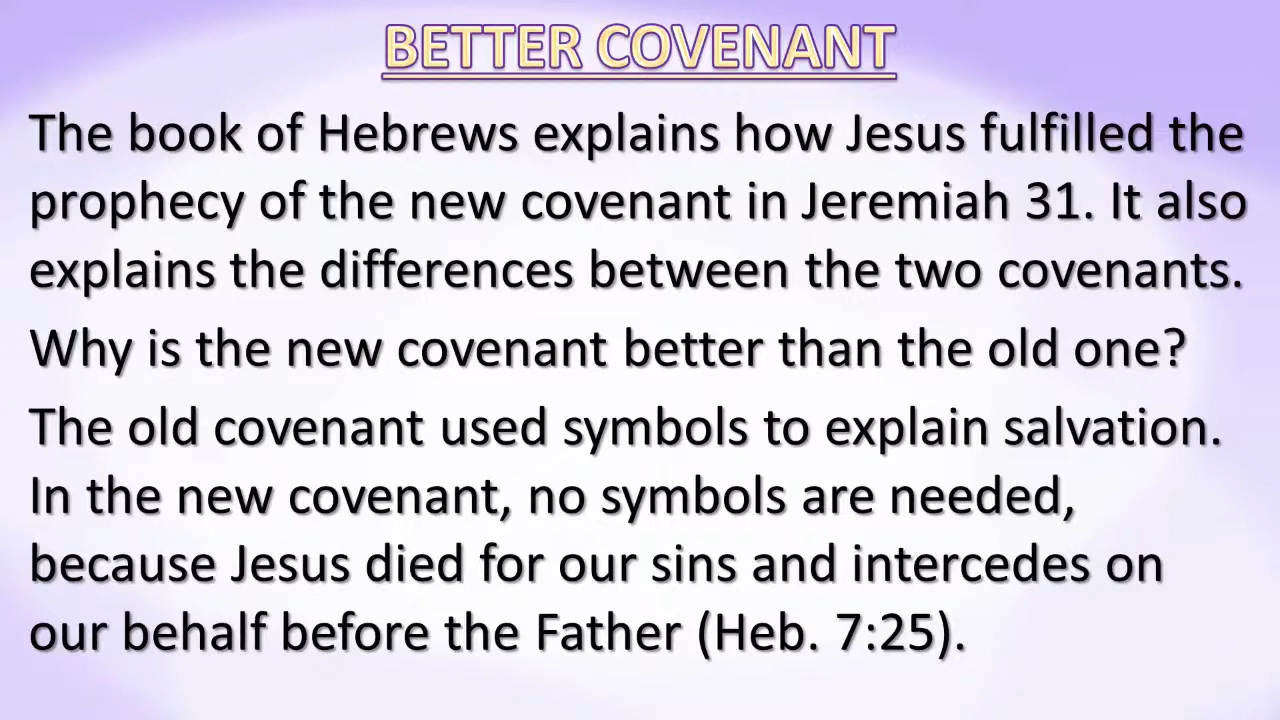 BETTER COVENANT
The book of Hebrews explains how Jesus fulfilled the
prophecy of the new covenant in Jeremiah 31. It also
explains the differences between the two covenants.
Why is the new covenant better than the old one?
The old covenant used symbols to explain salvation.
In the new covenant, no symbols are needed,
because Jesus died for our sins and intercedes on
our behalf before the Father (Heb. 7:25).